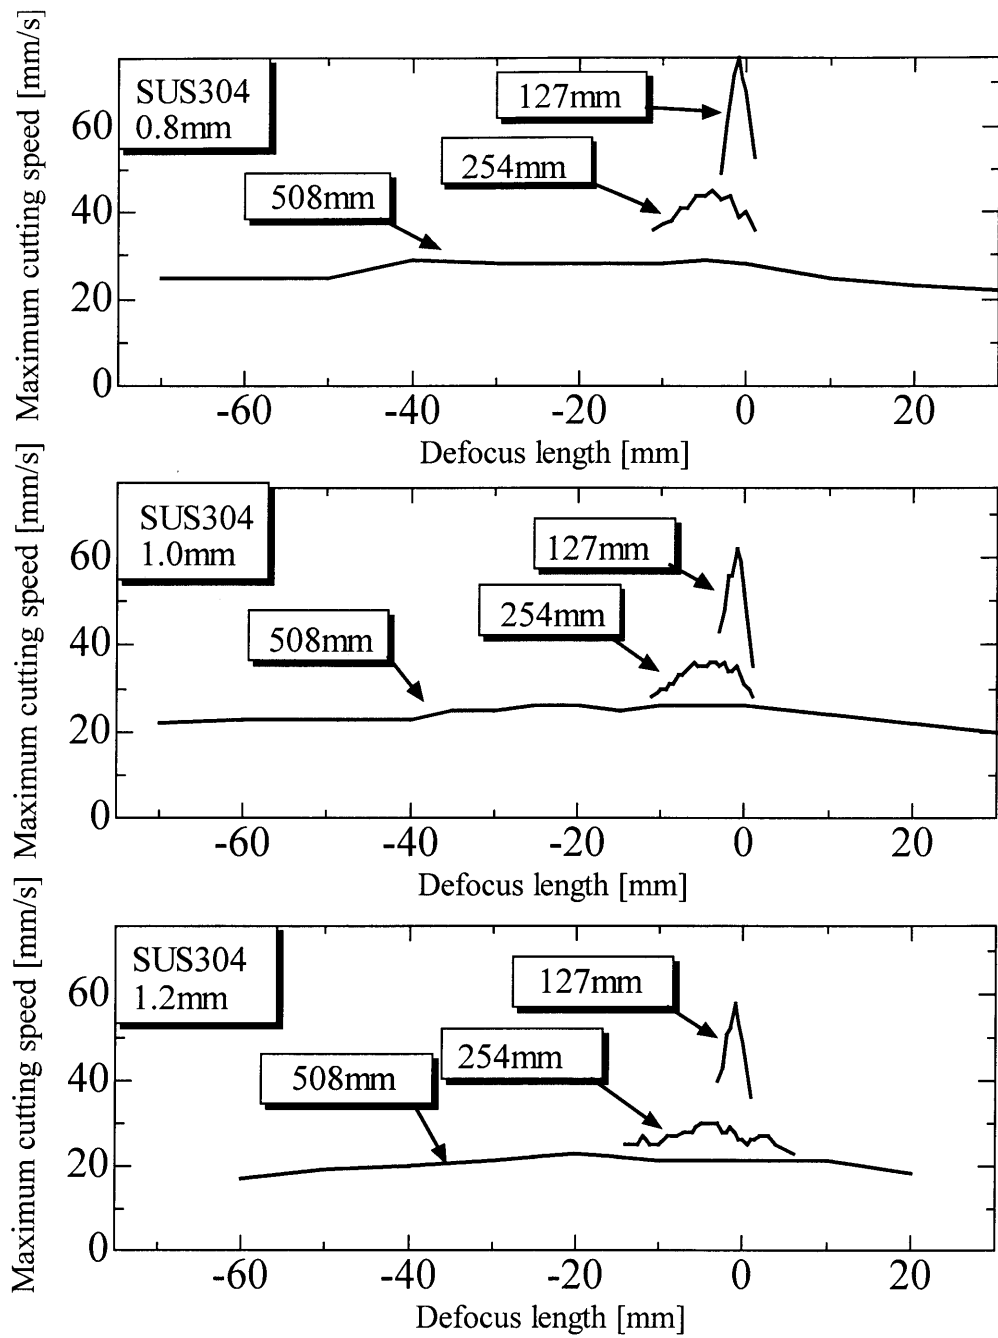 Maximum cutting speed [mm/s]
SUS304
0.8mm
127mm
254mm
508mm
60
40
20
0
-60 -40 -20 0 20
Defocus length [mm]
Maximum cutting speed [mm/s]
SUS304
1.0mm
127mm
254mm
508mm
60
40
20
0
-60 -40 -20 0 20
Defocus length [mm]
Maximum cutting speed [mm/s]
SUS304
1.2mm
127mm
254mm
508mm
60
40
20
0
-60 -40 -20 0 20
Defocus length [mm]